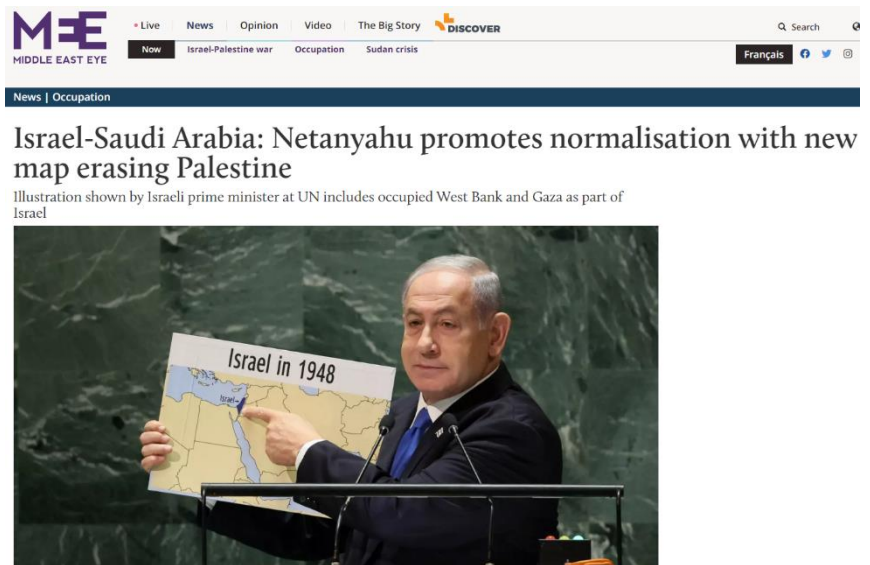 MEE
MIDDLE EAST EYE
Live News Opinion Video The Big Story DISCOVER
Search
Now Israel-Palestine war Occupation Sudan crisis
Français
News | Occupation
Israel-Saudi Arabia: Netanyahu promotes normalisation with new
map erasing Palestine
Illustration shown by Israeli prime minister at UN includes occupied West Bank and Gaza as part of
Israel
Israel in 1948
Israel